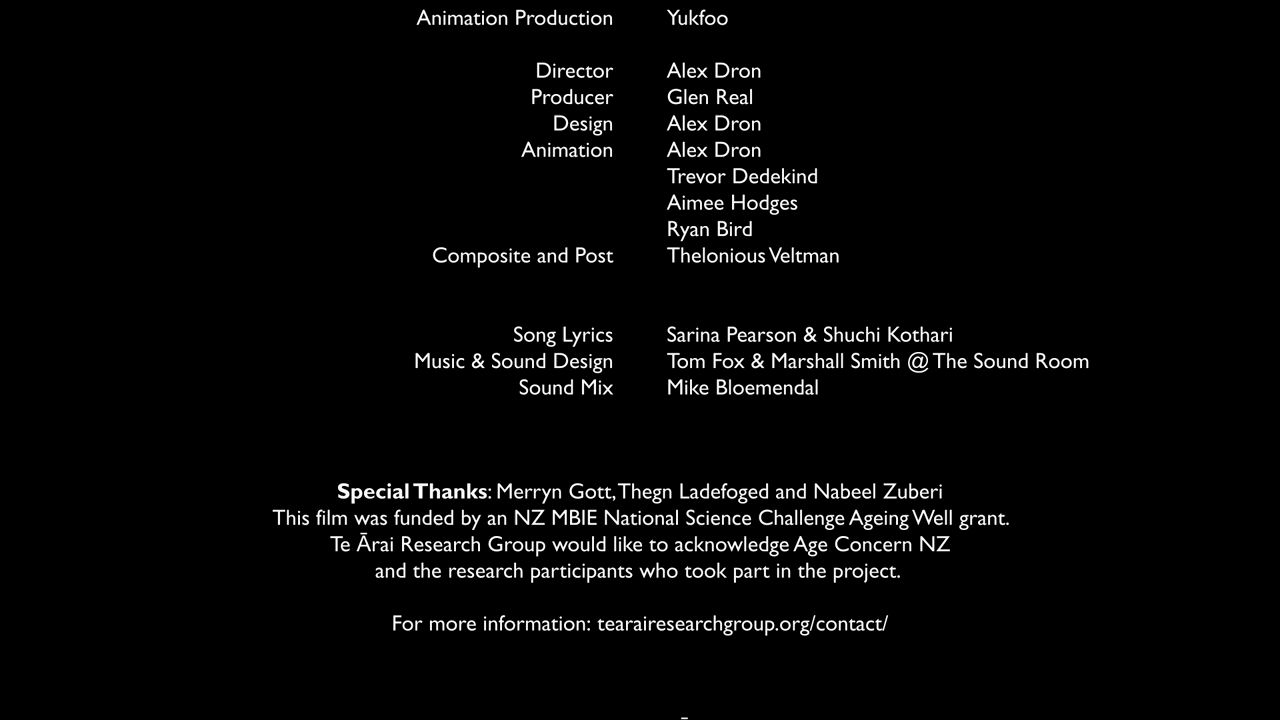 Animation Production Yukfoo
Director Alex Dron
Producer Glen Real
Design Alex Dron
Animation Alex Dron
Trevor Dedekind
Aimee Hodges
Ryan Bird
Composite and Post Thelonious Veltman
Song Lyrics Sarina Pearson & Shuchi Kothari
Music & Sound Design Tom Fox & Marshall Smith @ The Sound Room
Sound Mix Mike Bloemendal
Special Thanks: Merryn Gott, Thegn Ladefoged and Nabeel Zuberi
This film was funded by an NZ MBIE National Science Challenge Ageing Well grant.
Te Ārai Research Group would like to acknowledge Age Concern NZ
and the research participants who took part in the project.
For more information: tearairesearchgroup.org/contact/